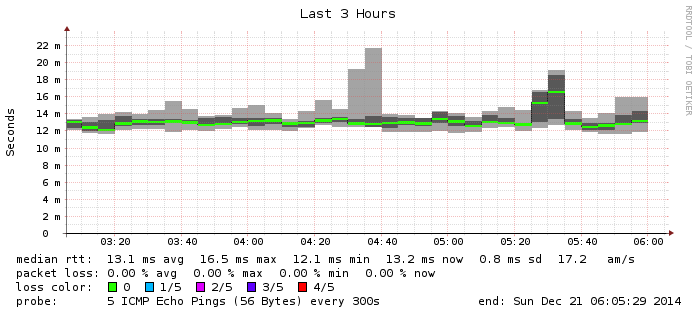 Last 3 Hours
RRDTOOL / TOBI OETIKER
Seconds
22 m
20 m
18 m
16 m
14 m
12 m
10 m
8 m
6 m
4 m
2 m
0
03:20 03:40 04:00 04:20 04:40 05:00 05:20 05:40 06:00
median rtt: 13.1 ms avg 16.5 ms max 12.1 ms min 13.2 ms now 0.8 ms sd 17.2 am/s
packet loss: 0.00 % avg 0.00 % max 0.00 % min 0.00 % now
loss color: 0 1/5 2/5 3/5 4/5
probe: 5 ICMP Echo Pings (56 Bytes) every 300s end: Sun Dec 21 06:05:29 2014